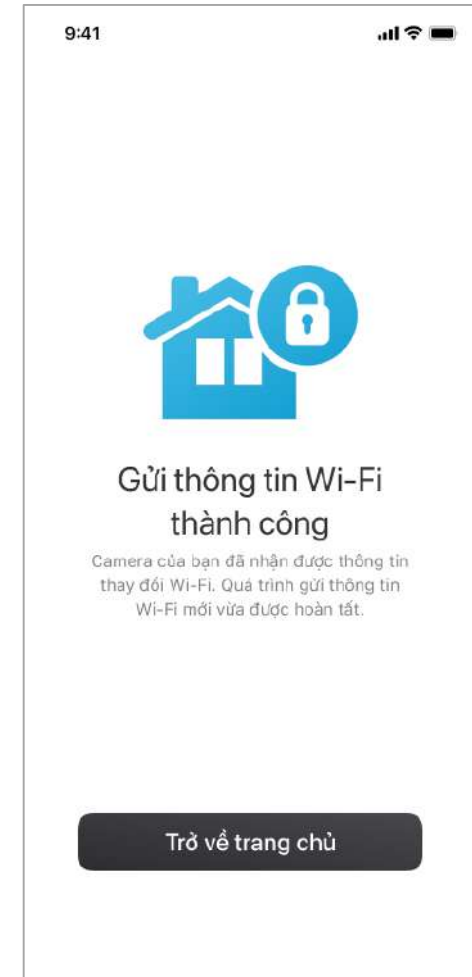 9:41
Gửi thông tin Wi-Fi
thành công
Camera của bạn đã nhận được thông tin
thay đổi Wi-Fi. Quá trình gửi thông tin
Wi-Fi mới vừa được hoàn tất.
Trở về trang chủ